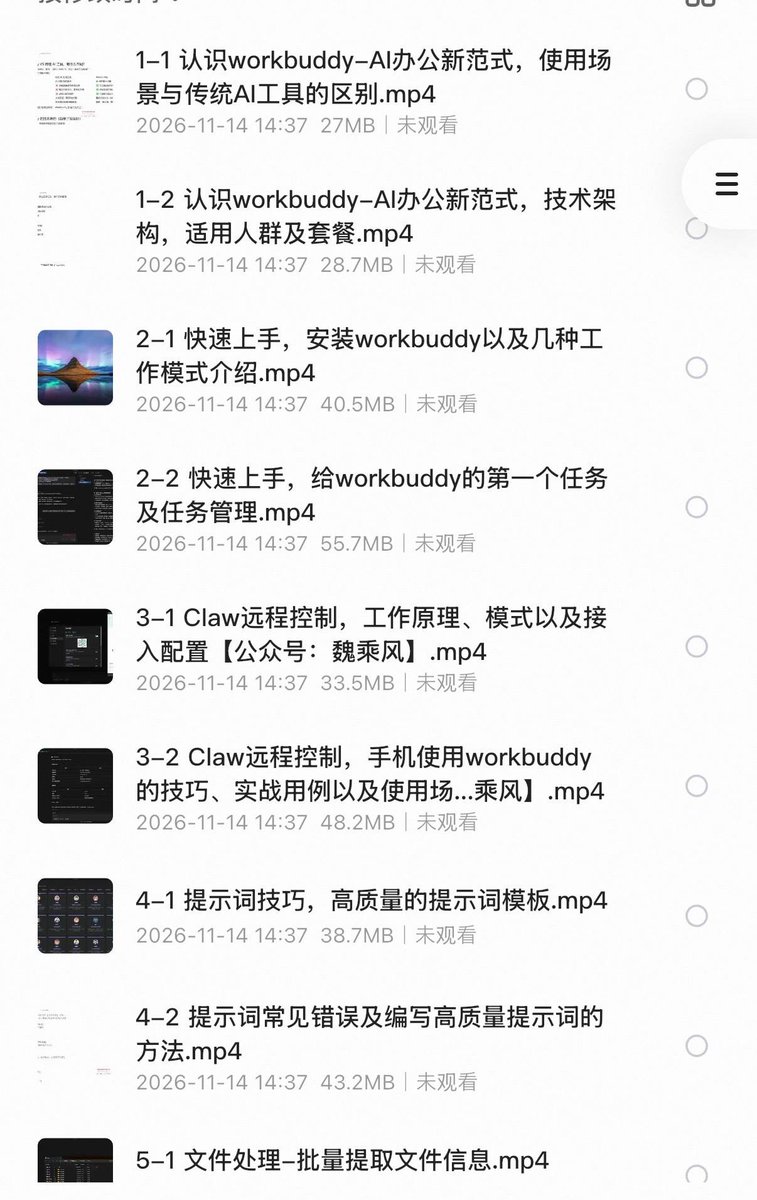 1-1 认识workbuddy-AI办公新范式，使用场
景与传统AI工具的区别.mp4
2026-11-14 14:37 27MB | 未观看
1-2 认识workbuddy-AI办公新范式，技术架
构，适用人群及套餐.mp4
2026-11-14 14:37 28.7MB | 未观看
2-1 快速上手，安装workbuddy以及几种工
作模式介绍.mp4
2026-11-14 14:37 40.5MB | 未观看
2-2 快速上手，给workbuddy的第一个任务
及任务管理.mp4
2026-11-14 14:37 55.7MB | 未观看
3-1 Claw远程控制，工作原理、模式以及接
入配置【公众号：魏乘风】.mp4
2026-11-14 14:37 33.5MB | 未观看
3-2 Claw远程控制，手机使用workbuddy
的技巧、实战用例以及使用场...乘风】.mp4
2026-11-14 14:37 48.2MB | 未观看
4-1 提示词技巧，高质量的提示词模板.mp4
2026-11-14 14:37 38.7MB | 未观看
4-2 提示词常见错误及编写高质量提示词的
方法.mp4
2026-11-14 14:37 43.2MB | 未观看
5-1 文件处理-批量提取文件信息.mp4